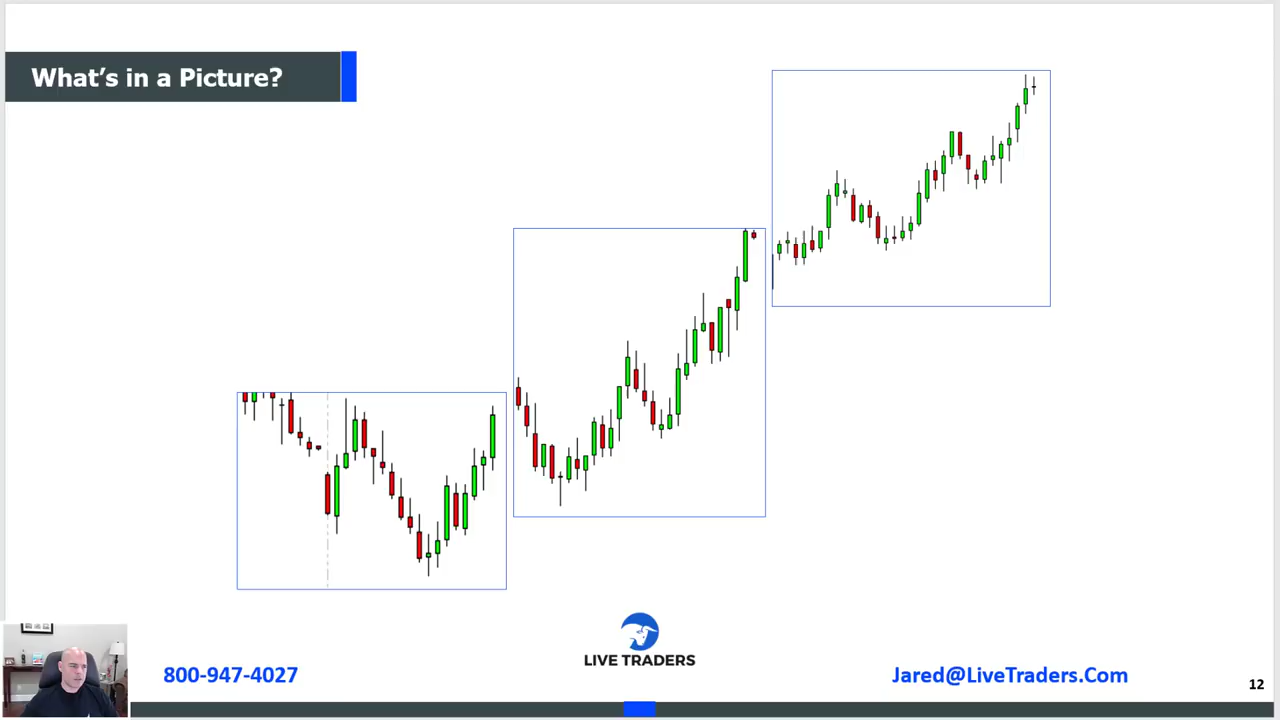 What's in a Picture?
LIVE TRADERS
800-947-4027
Jared@LiveTraders.Com
12